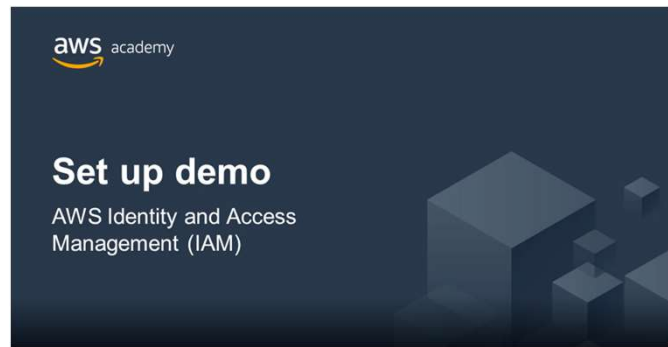 aws academy
Set up demo
AWS Identity and Access
Management (IAM)